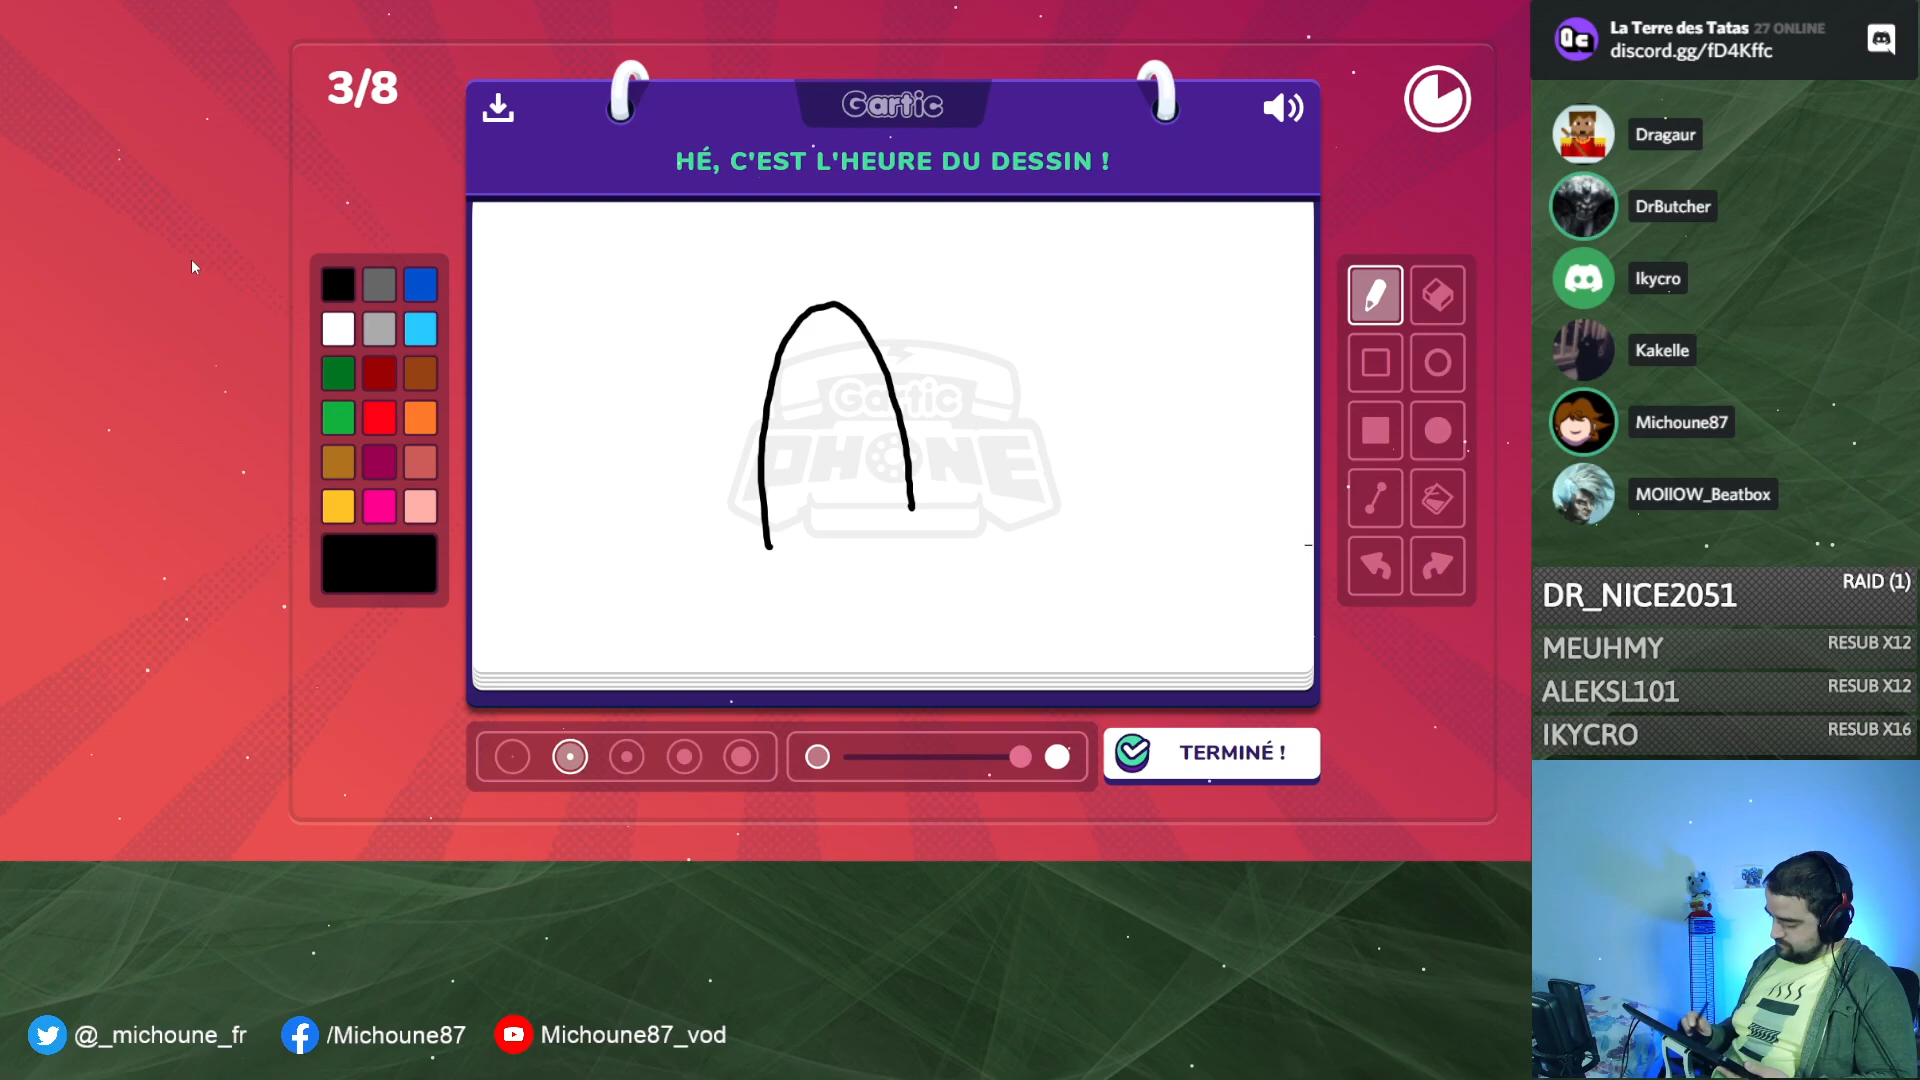 3/8
Gartic
HÉ, C'EST L'HEURE DU DESSIN !
Gartic
PHONE
TERMINÉ !
La Terre des Tatas 27 ONLINE
discord.gg/fD4Kffc
Dragaur
DrButcher
Ikycro
Kakelle
Michoune87
MOIIOW_Beatbox
DR_NICE2051 RAID (1)
MEUHMY RESUB X12
ALEKSL101 RESUB X12
IKYCRO RESUB X16
@_michoune_fr /Michoune87 Michoune87_vod